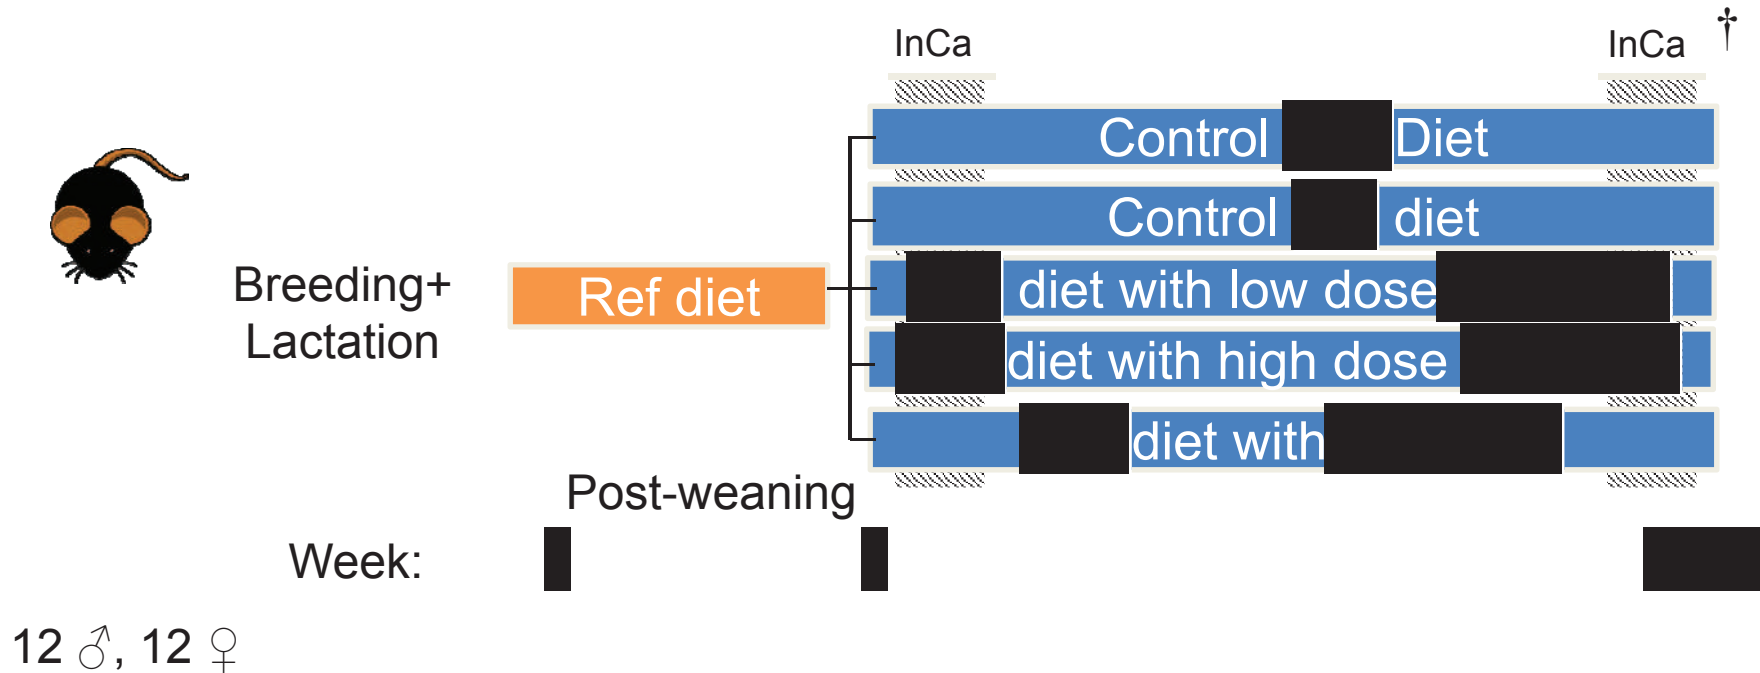 InCa
InCa †
Control Diet
Control diet
Breeding+
Lactation
Ref diet
diet with low dose
diet with high dose
diet with
Post-weaning
Week:
12 ♂, 12 ♀